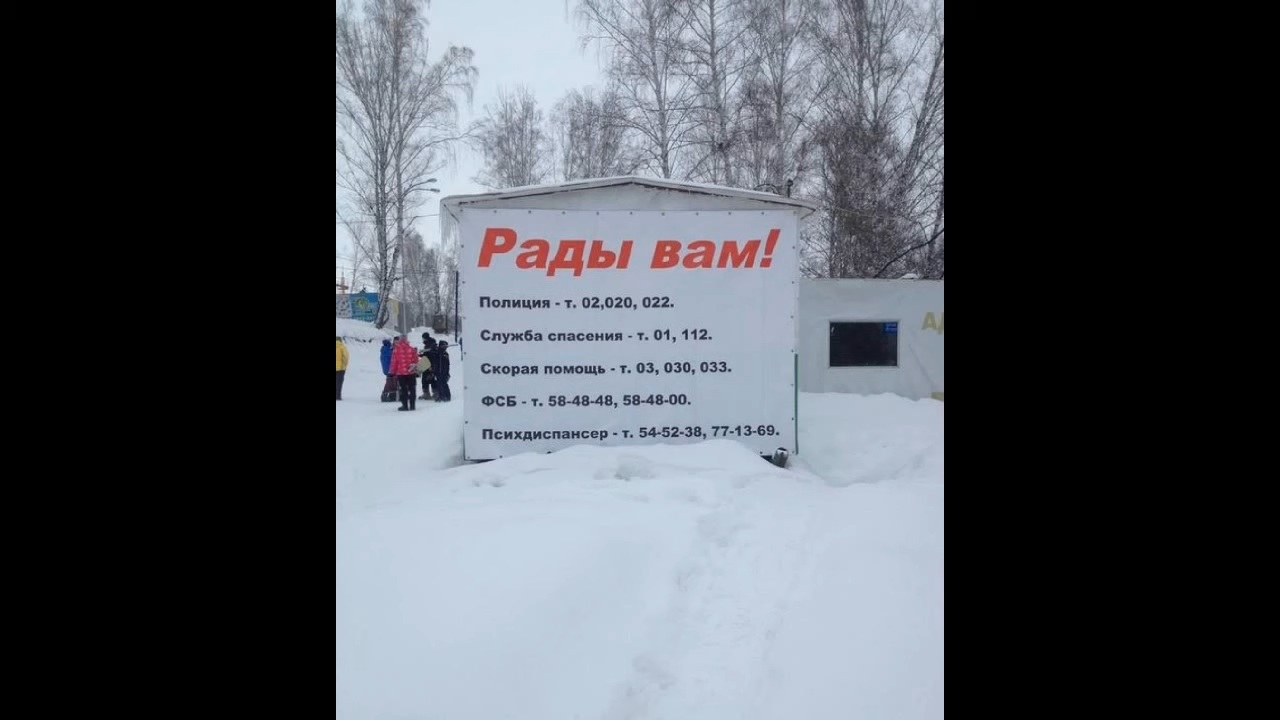 Рады вам!
Полиция - т. 02,020, 022.
Служба спасения - т. 01, 112.
Скорая помощь - т. 03, 030, 033.
ФСБ - т. 58-48-48, 58-48-00.
Психдиспансер - т. 54-52-38, 77-13-69.